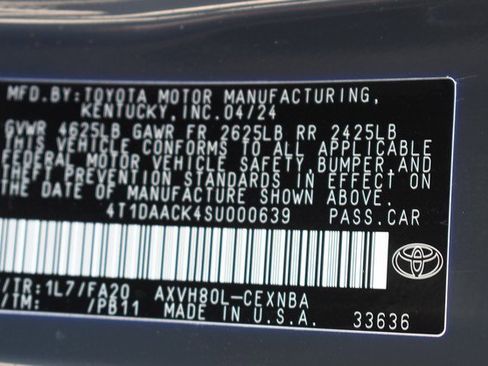 MFD.BY:TOYOTA MOTOR MANUFACTURING,
KENTUCKY,INC.04/24
GVWR 4625LB GAWR FR 2625LB RR 2425LB
THIS VEHICLE CONFORMS TO ALL APPLICABLE
FEDERAL MOTOR VEHICLE SAFETY,BUMPER,AND
THEFT PREVENTION STANDARDS IN EFFECT ON
THE DATE OF MANUFACTURE SHOWN ABOVE.
4T1DAACK4SU000639 PASS.CAR
/TR:1L7/FA20 AXVH80L-CEXNBA
/TM: /PB11 MADE IN U.S.A. 33636